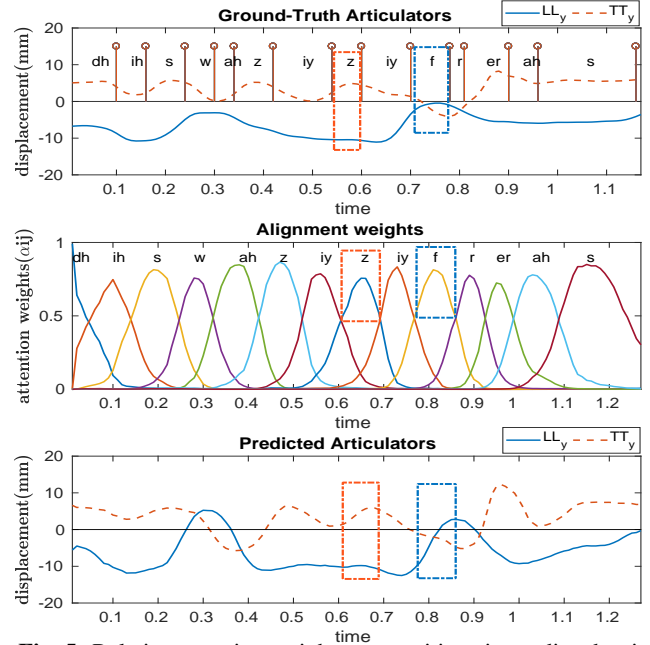 Ground-Truth Articulators
LL_y TT_y
20
10
0
-10
-20
displacement(mm)
dh ih s w ah z iy z iy f r er ah s
0.1 0.2 0.3 0.4 0.5 0.6 0.7 0.8 0.9 1 1.1
time
Alignment weights
1
0.5
0
attention weights(αij)
dh ih s w ah z iy z iy f r er ah s
0.1 0.2 0.3 0.4 0.5 0.6 0.7 0.8 0.9 1 1.1 1.2
time
Predicted Articulators
LL_y TT_y
20
10
0
-10
-20
displacement(mm)
0.1 0.2 0.3 0.4 0.5 0.6 0.7 0.8 0.9 1 1.1 1.2
time